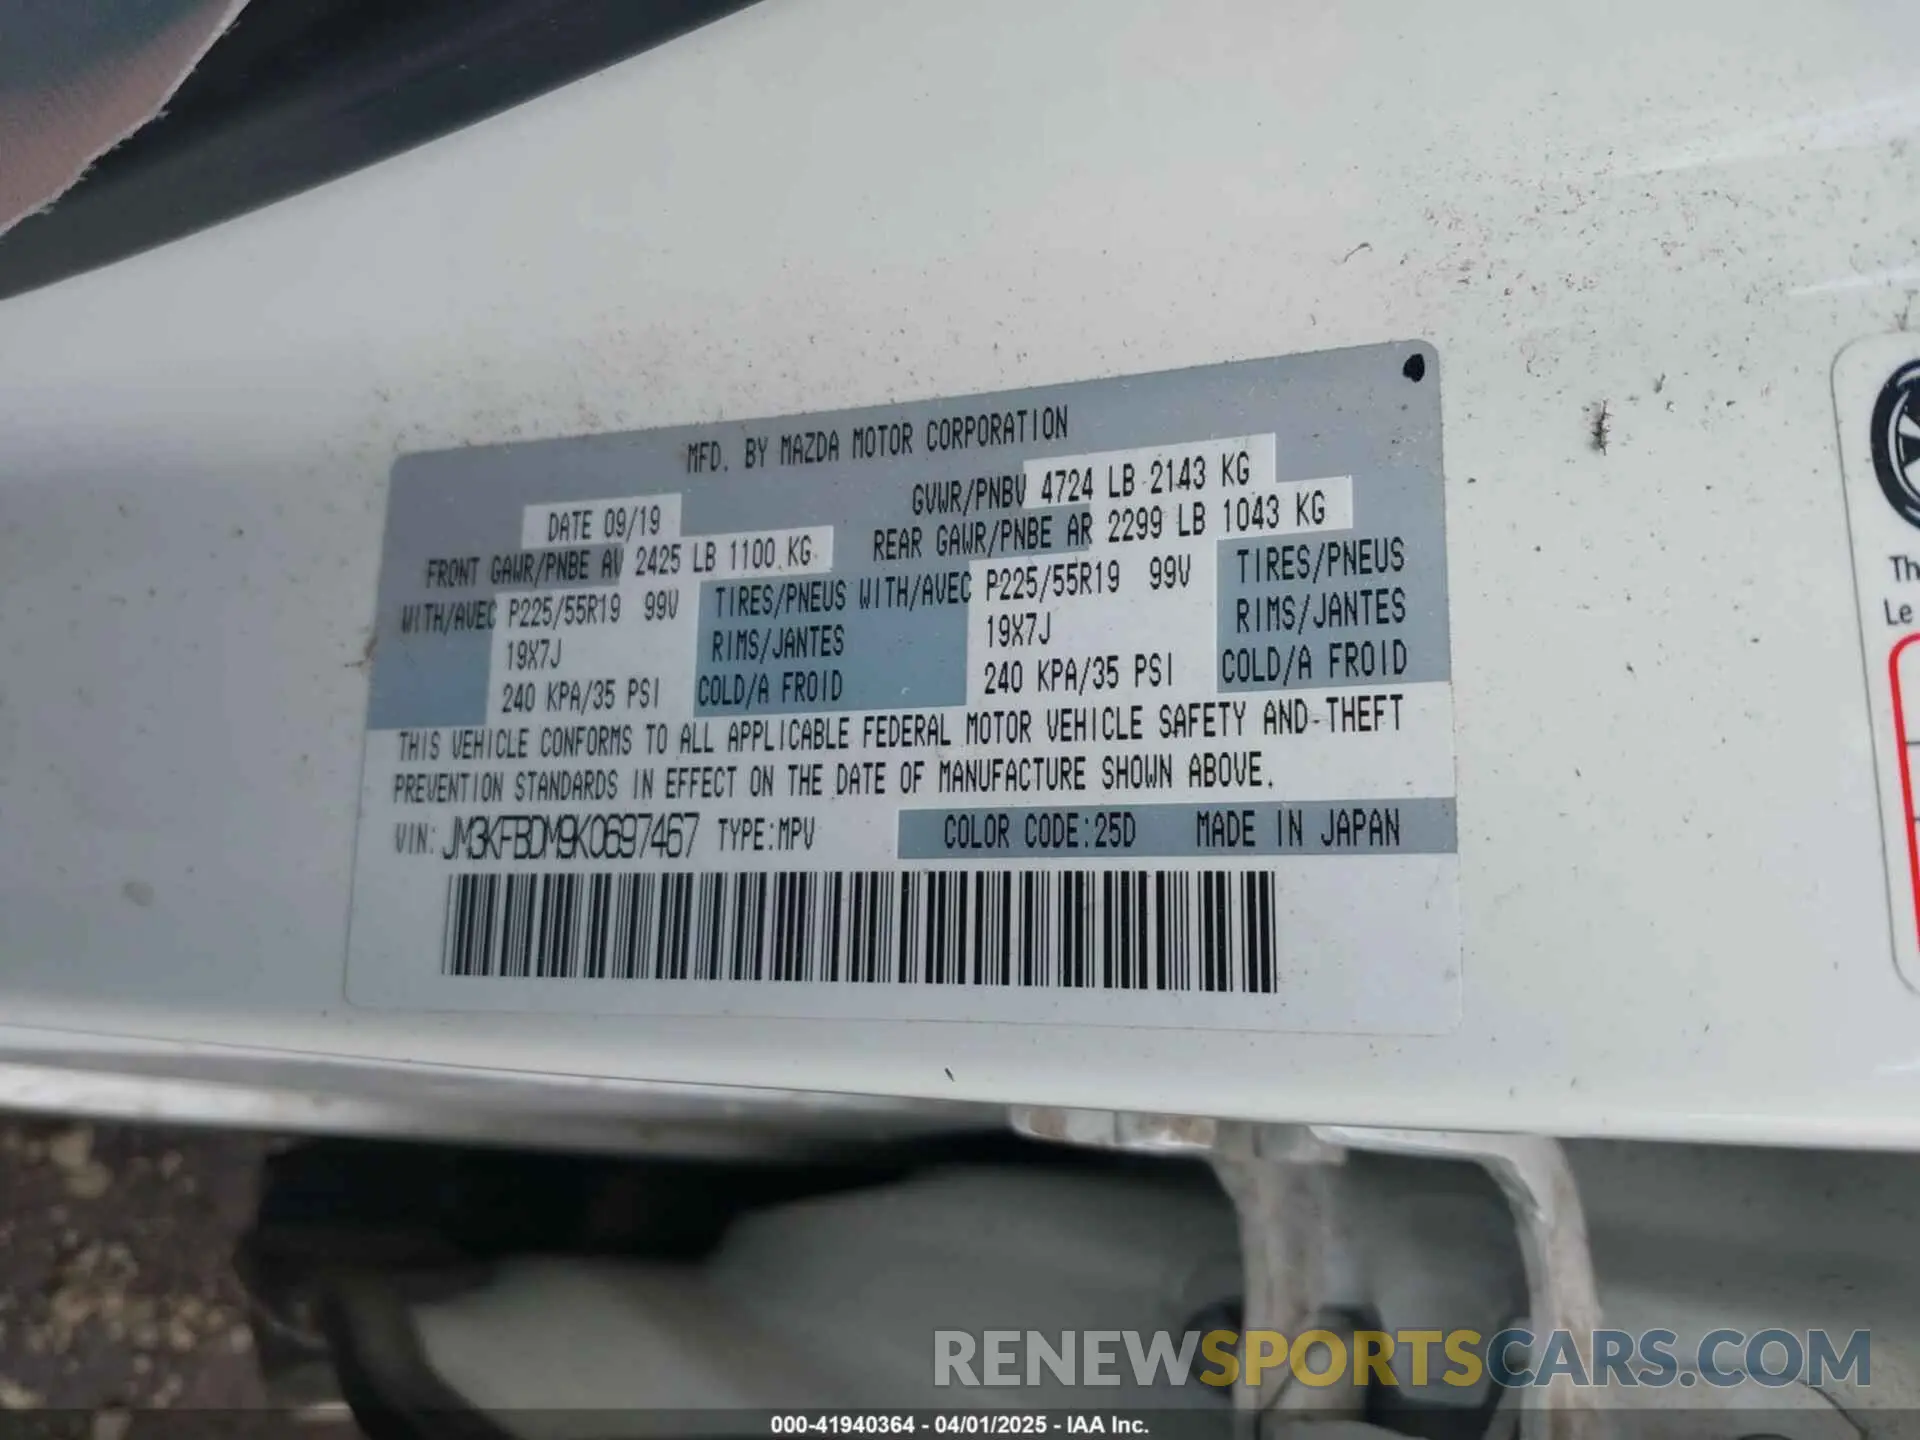 MFD. BY MAZDA MOTOR CORPORATION
DATE 09/19 GVWR/PNBV 4724 LB 2143 KG
FRONT GAWR/PNBE AV 2425 LB 1100 KG REAR GAWR/PNBE AR 2299 LB 1043 KG
WITH/AVEC P225/55R19 99V TIRES/PNEUS WITH/AVEC P225/55R19 99V TIRES/PNEUS
19X7J RIMS/JANTES 19X7J RIMS/JANTES
240 KPA/35 PSI COLD/A FROID 240 KPA/35 PSI COLD/A FROID
THIS VEHICLE CONFORMS TO ALL APPLICABLE FEDERAL MOTOR VEHICLE SAFETY AND THEFT
PREVENTION STANDARDS IN EFFECT ON THE DATE OF MANUFACTURE SHOWN ABOVE.
VIN: JM3KFBDM9K0697467 TYPE:MPV COLOR CODE:25D MADE IN JAPAN
Th
Le
RENEWSPORTSCARS.COM
000-41940364 - 04/01/2025 - IAA Inc.